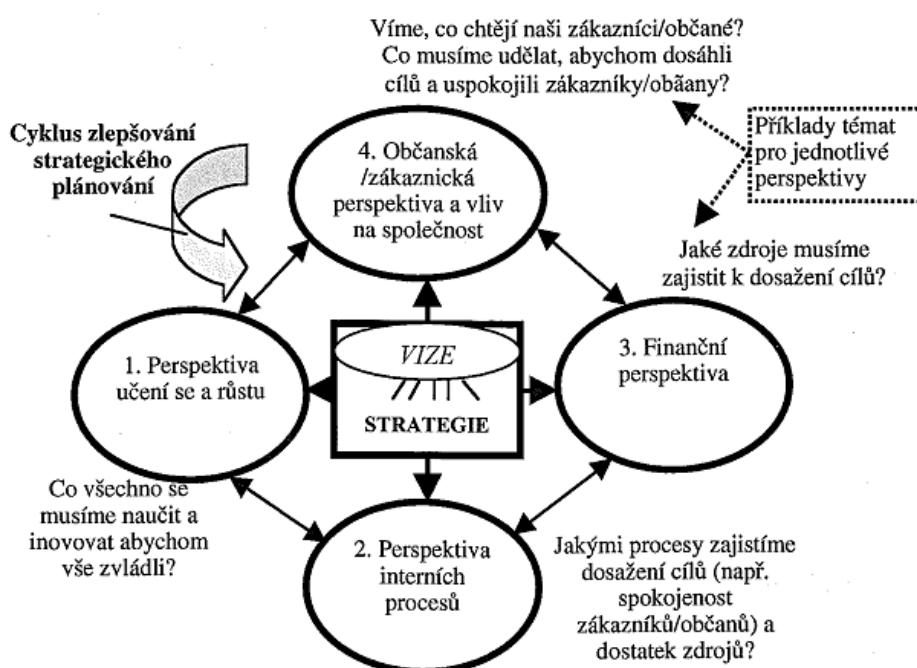 Víme, co chtějí naši zákazníci/občané?
Co musíme udělat, abychom dosáhli
cílů a uspokojili zákazníky/obãany?
Cyklus zlepšování
strategického
plánování
4. Občanská
/zákaznická
perspektiva a vliv
na společnost
Příklady témat
pro jednotlivé
perspektivy
Jaké zdroje musíme
zajistit k dosažení cílů?
1. Perspektiva
učení se a růstu
VIZE
STRATEGIE
3. Finanční
perspektiva
Co všechno se
musíme naučit a
inovovat abychom
vše zvládli?
2. Perspektiva
interních
procesů
Jakými procesy zajistíme
dosažení cílů (např.
spokojenost
zákazníků/občanů) a
dostatek zdrojů?